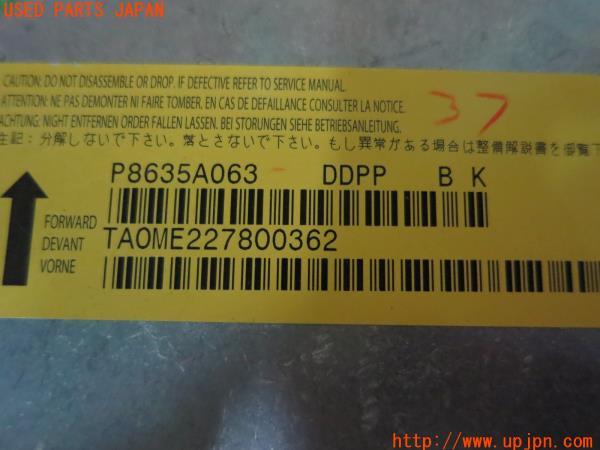 USED PARTS JAPAN
CAUTION: DO NOT DISASSEMBLE OR DROP. IF DEFECTIVE REFER TO SERVICE MANUAL.
ATTENTION: NE PAS DEMONTER NI FAIRE TOMBER, EN CAS DE DEFAILLANCE CONSULTER LA NOTICE.
ACHTUNG: NIGHT ENTFERNEN ORDER FALLEN LASSEN. BEI STORUNGEN SIEHE BETRIEBSANLEITUNG.
注記: 分解しないで下さい。落とさないで下さい。もし異常がある場合は整備解説書を御覧下
37
P8635A063 - DDPP B K
FORWARD
DEVANT
VORNE
TA0ME227800362
http://www.upjpn.com/